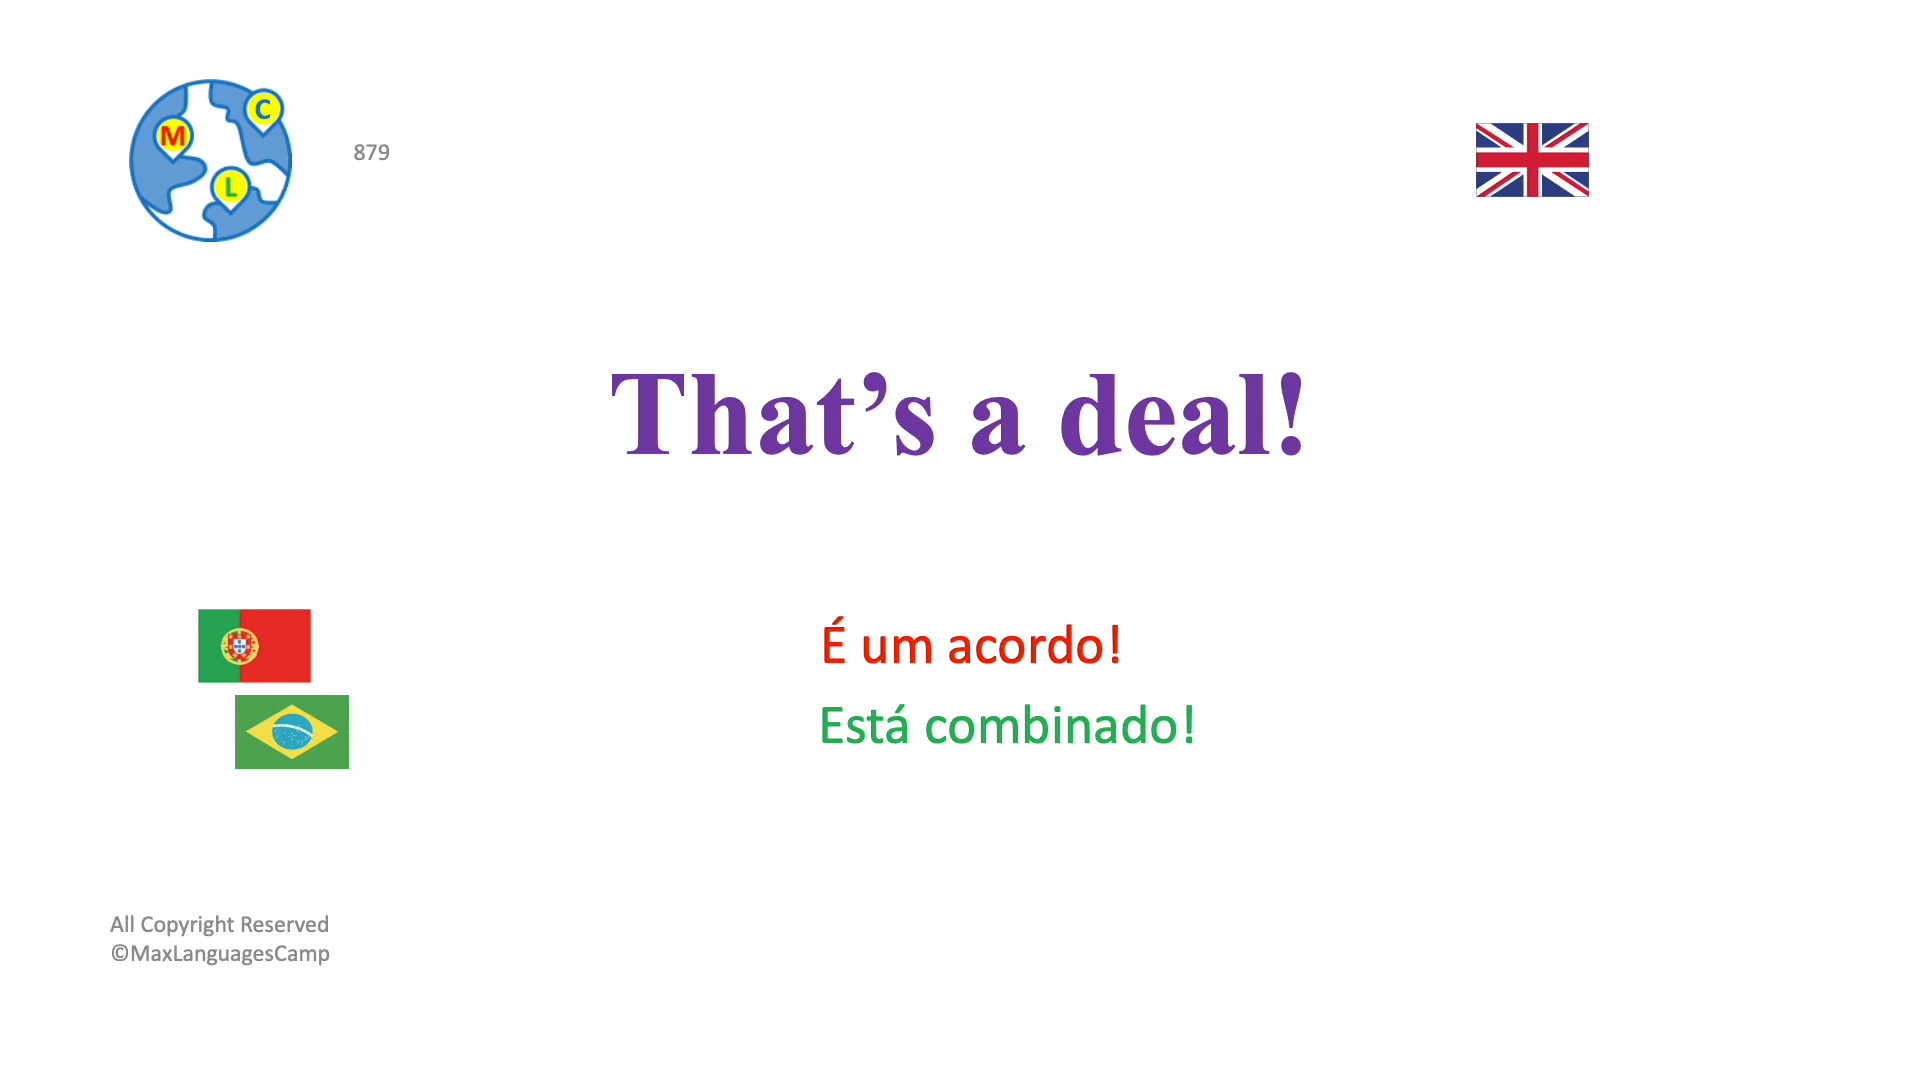 C
M
879
L
That’s a deal!
É um acordo!
Está combinado!
All Copyright Reserved
©MaxLanguagesCamp